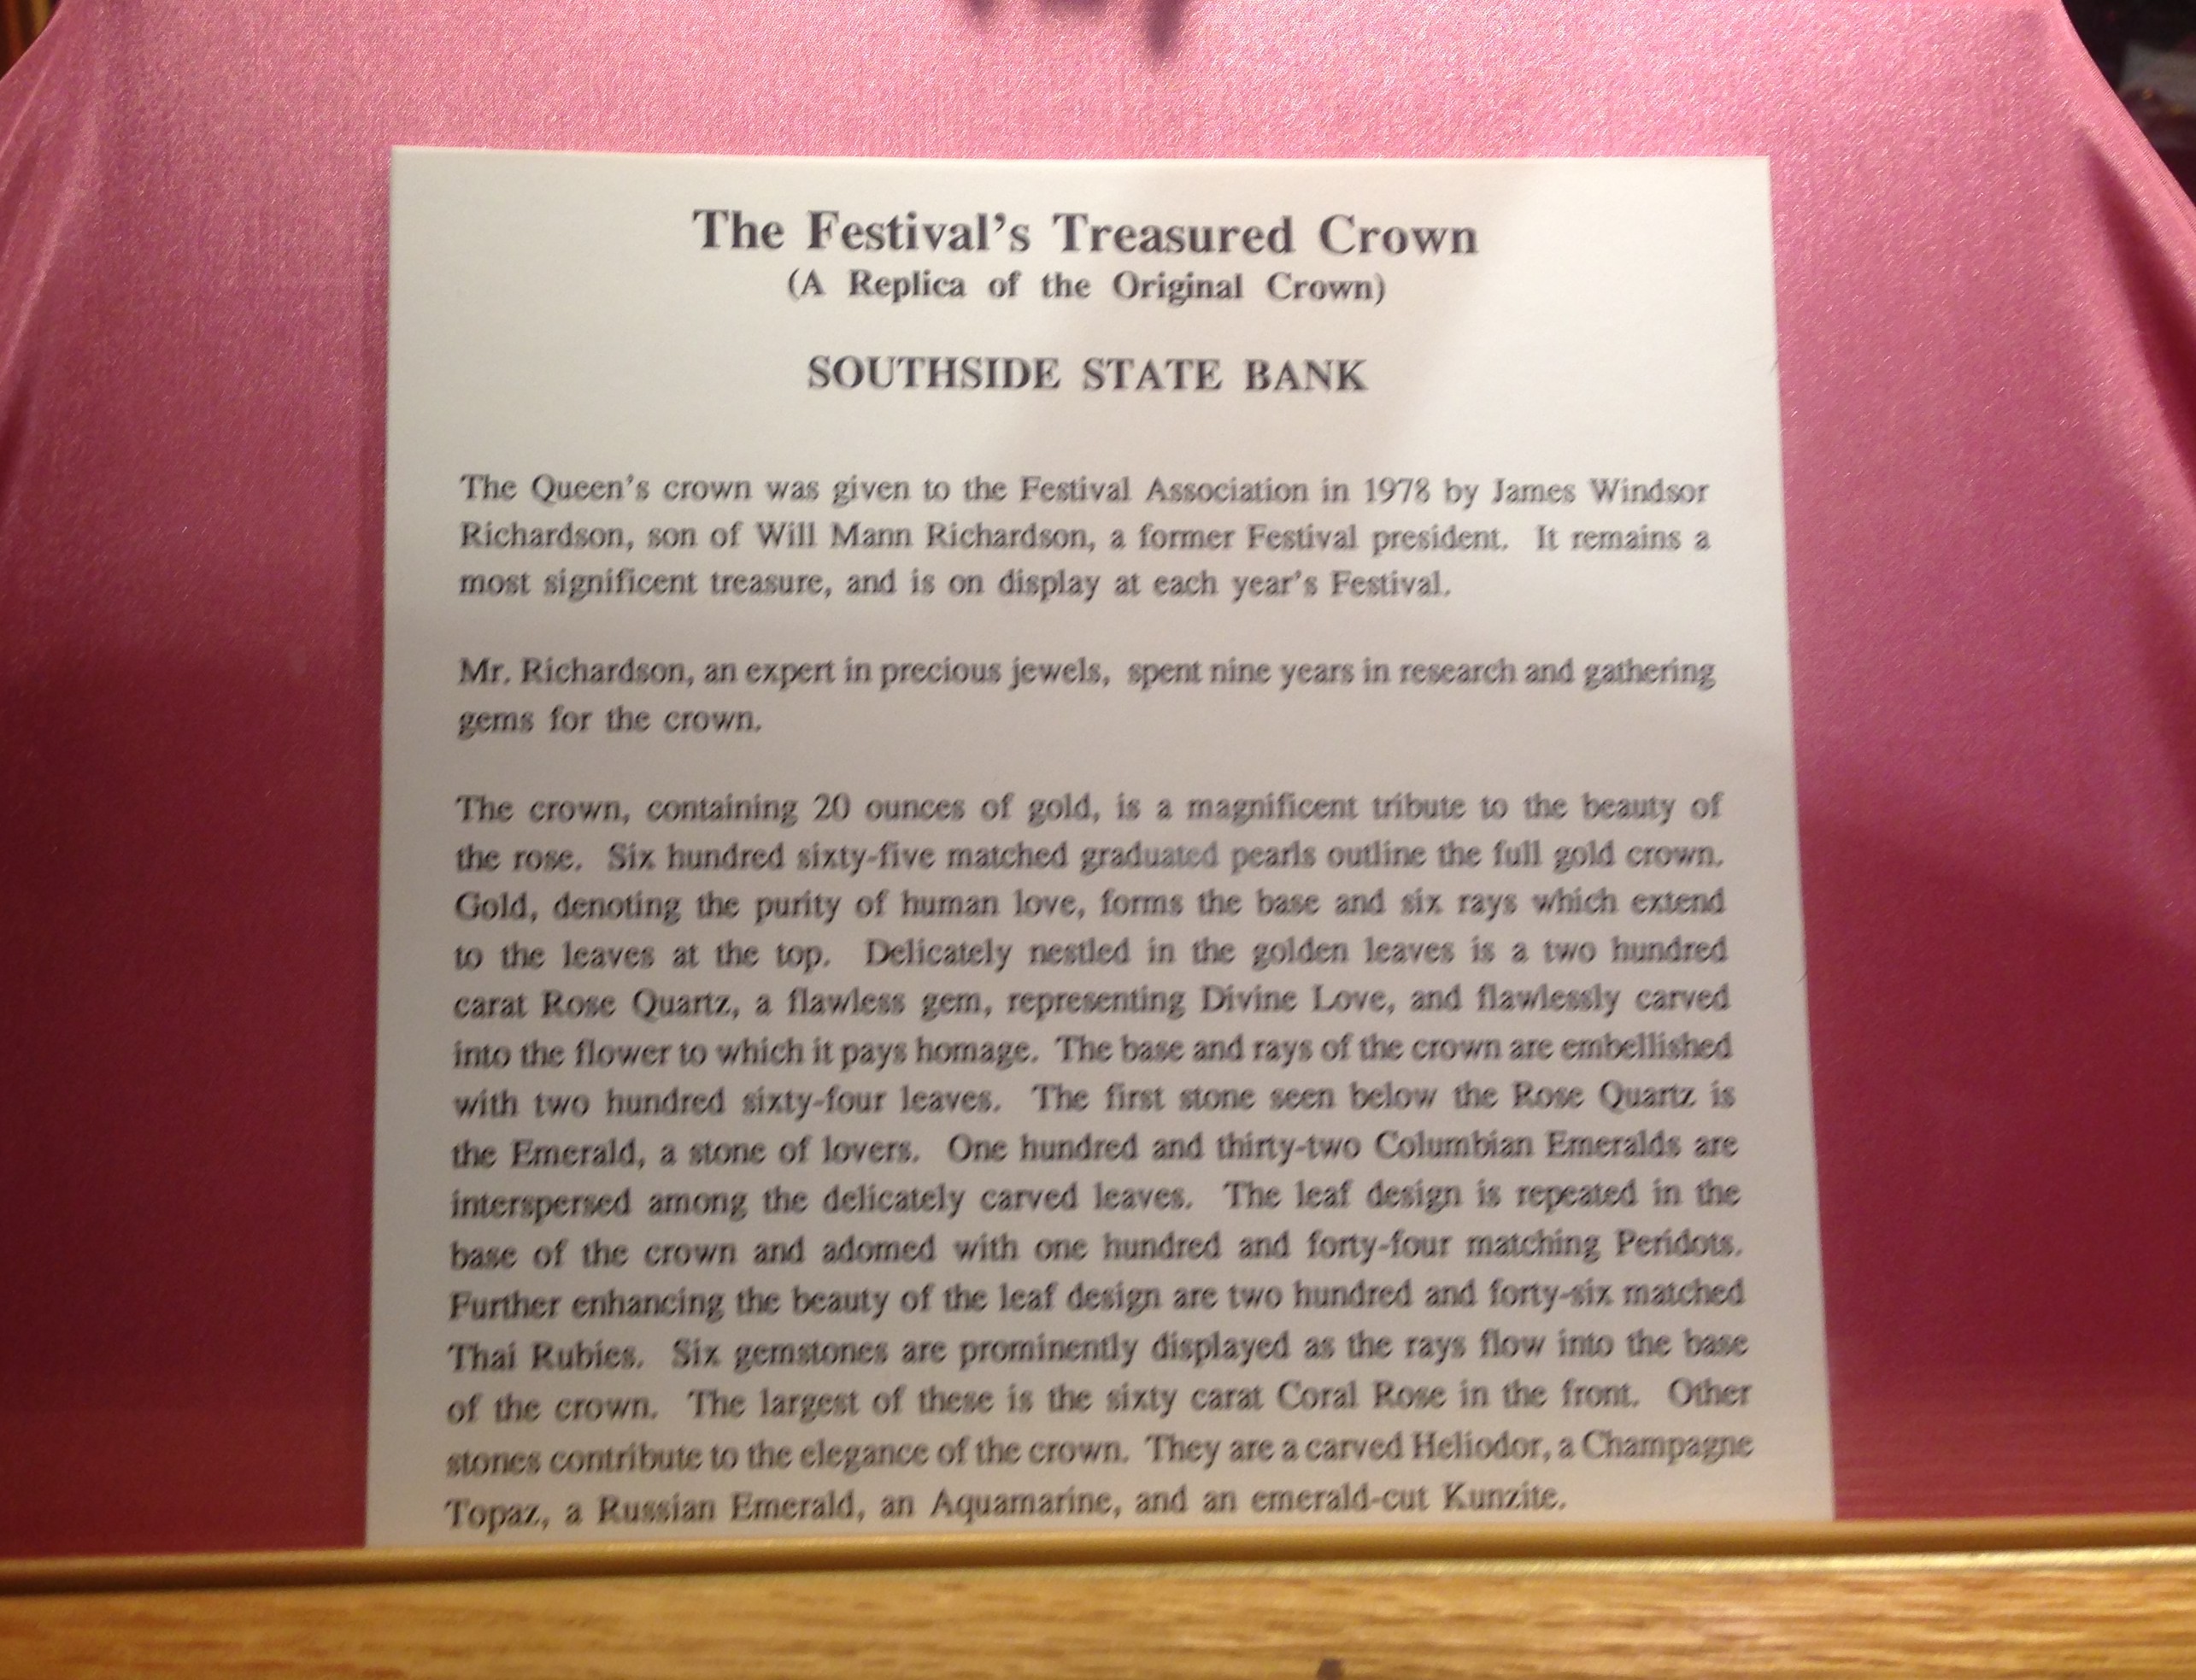 The Festival's Treasured Crown
(A Replica of the Original Crown)
SOUTHSIDE STATE BANK
The Queen's crown was given to the Festival Association in 1978 by James Windsor
Richardson, son of Will Mann Richardson, a former Festival president. It remains a
most significent treasure, and is on display at each year's Festival.
Mr. Richardson, an expert in precious jewels, spent nine years in research and gathering
gems for the crown.
The crown, containing 20 ounces of gold, is a magnificent tribute to the beauty of
the rose. Six hundred sixty-five matched graduated pearls outline the full gold crown.
Gold, denoting the purity of human love, forms the base and six rays which extend
to the leaves at the top. Delicately nestled in the golden leaves is a two hundred
carat Rose Quartz, a flawless gem, representing Divine Love, and flawlessly carved
into the flower to which it pays homage. The base and rays of the crown are embellished
with two hundred sixty-four leaves. The first stone seen below the Rose Quartz is
the Emerald, a stone of lovers. One hundred and thirty-two Columbian Emeralds are
interspersed among the delicately carved leaves. The leaf design is repeated in the
base of the crown and adorned with one hundred and forty-four matching Peridots.
Further enhancing the beauty of the leaf design are two hundred and forty-six matched
Thai Rubies. Six gemstones are prominently displayed as the rays flow into the base
of the crown. The largest of these is the sixty carat Coral Rose in the front. Other
stones contribute to the elegance of the crown. They are a carved Heliodor, a Champagne
Topaz, a Russian Emerald, an Aquamarine, and an emerald-cut Kunzite.